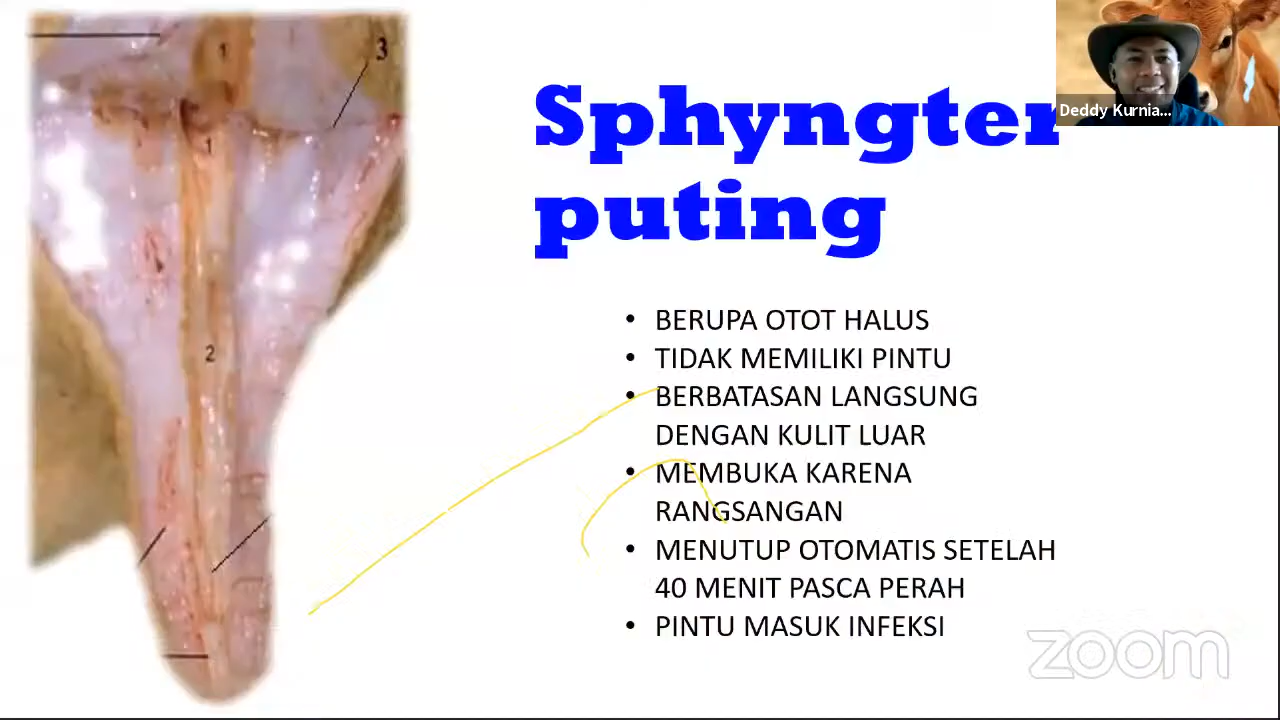 1
3
1
2
Sphyngter
puting
Deddy Kurnia...
• BERUPA OTOT HALUS
• TIDAK MEMILIKI PINTU
• BERBATASAN LANGSUNG
DENGAN KULIT LUAR
• MEMBUKA KARENA
RANGSANGAN
• MENUTUP OTOMATIS SETELAH
40 MENIT PASCA PERAH
• PINTU MASUK INFEKSI
zoom